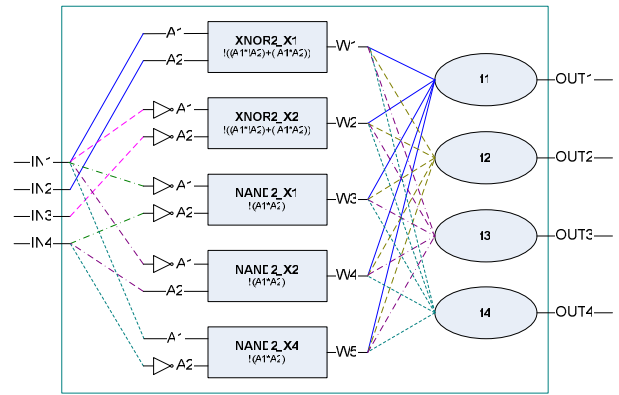 A1
XNOR2_X1
!((A1*!A2)+(!A1*A2))
W1
A2
f1
OUT1
A1
XNOR2_X2
!((A1*!A2)+(!A1*A2))
W2
A2
IN1
f2
OUT2
A1
NAND2_X1
!(A1*A2)
W3
IN2
A2
IN3
f3
OUT3
IN4
A1
NAND2_X2
!(A1*A2)
W4
A2
f4
OUT4
A1
NAND2_X4
!(A1*A2)
W5
A2